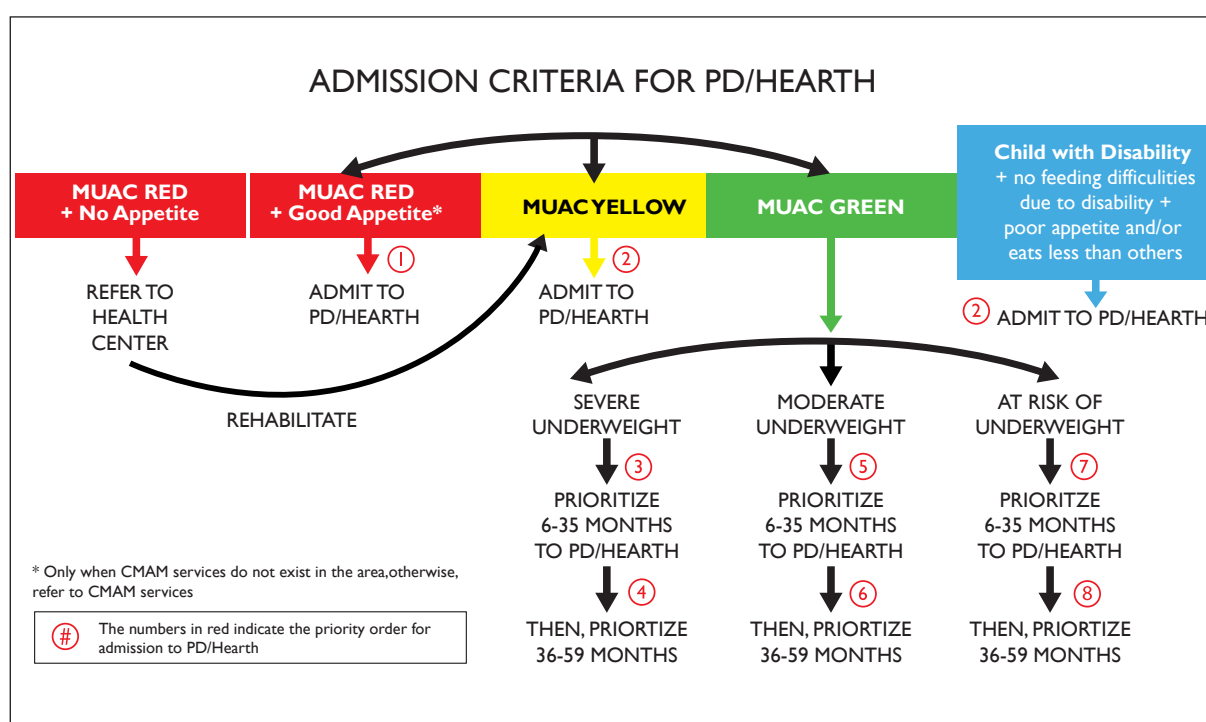 ADMISSION CRITERIA FOR PD/HEARTH
MUAC RED
+ No Appetite
MUAC RED
+ Good Appetite*
MUAC YELLOW
MUAC GREEN
Child with Disability
+ no feeding difficulities
due to disability +
poor appetite and/or
eats less than others
REFER TO
HEALTH
CENTER
1
ADMIT TO
PD/HEARTH
2
ADMIT TO
PD/HEARTH
2
ADMIT TO PD/HEARTH
REHABILITATE
SEVERE
UNDERWEIGHT
3
PRIORITIZE
6-35 MONTHS
TO PD/HEARTH
4
THEN, PRIORTIZE
36-59 MONTHS
MODERATE
UNDERWEIGHT
5
PRIORITIZE
6-35 MONTHS
TO PD/HEARTH
6
THEN, PRIORTIZE
36-59 MONTHS
AT RISK OF
UNDERWEIGHT
7
PRIORITZE
6-35 MONTHS
TO PD/HEARTH
8
THEN, PRIORTIZE
36-59 MONTHS
* Only when CMAM services do not exist in the area,otherwise,
refer to CMAM services
# The numbers in red indicate the priority order for
admission to PD/Hearth